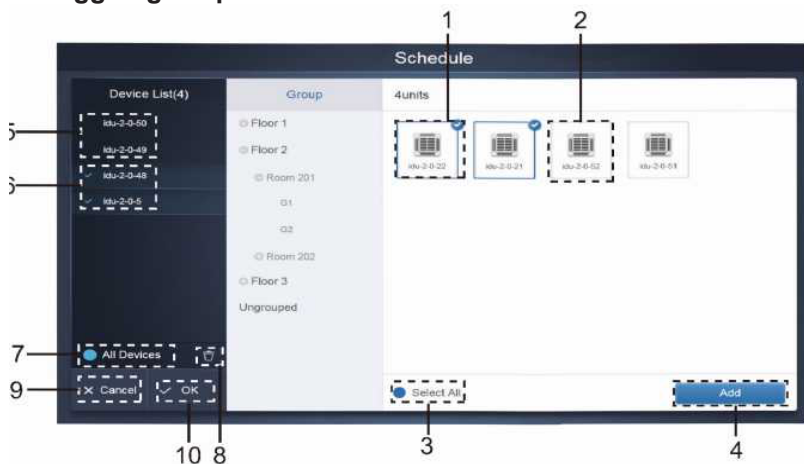 1 2
Schedule
Device List(4)
Group
4units
idu-2-0-50
idu-2-0-49
idu-2-0-48
idu-2-0-5
Floor 1
Floor 2
Room 201
G1
G2
Room 202
Floor 3
Ungrouped
idu-2-0-22
idu-2-0-21
idu-2-0-52
idu-2-0-51
7
All Devices
9
Cancel
OK
Select All
Add
10 8 3 4